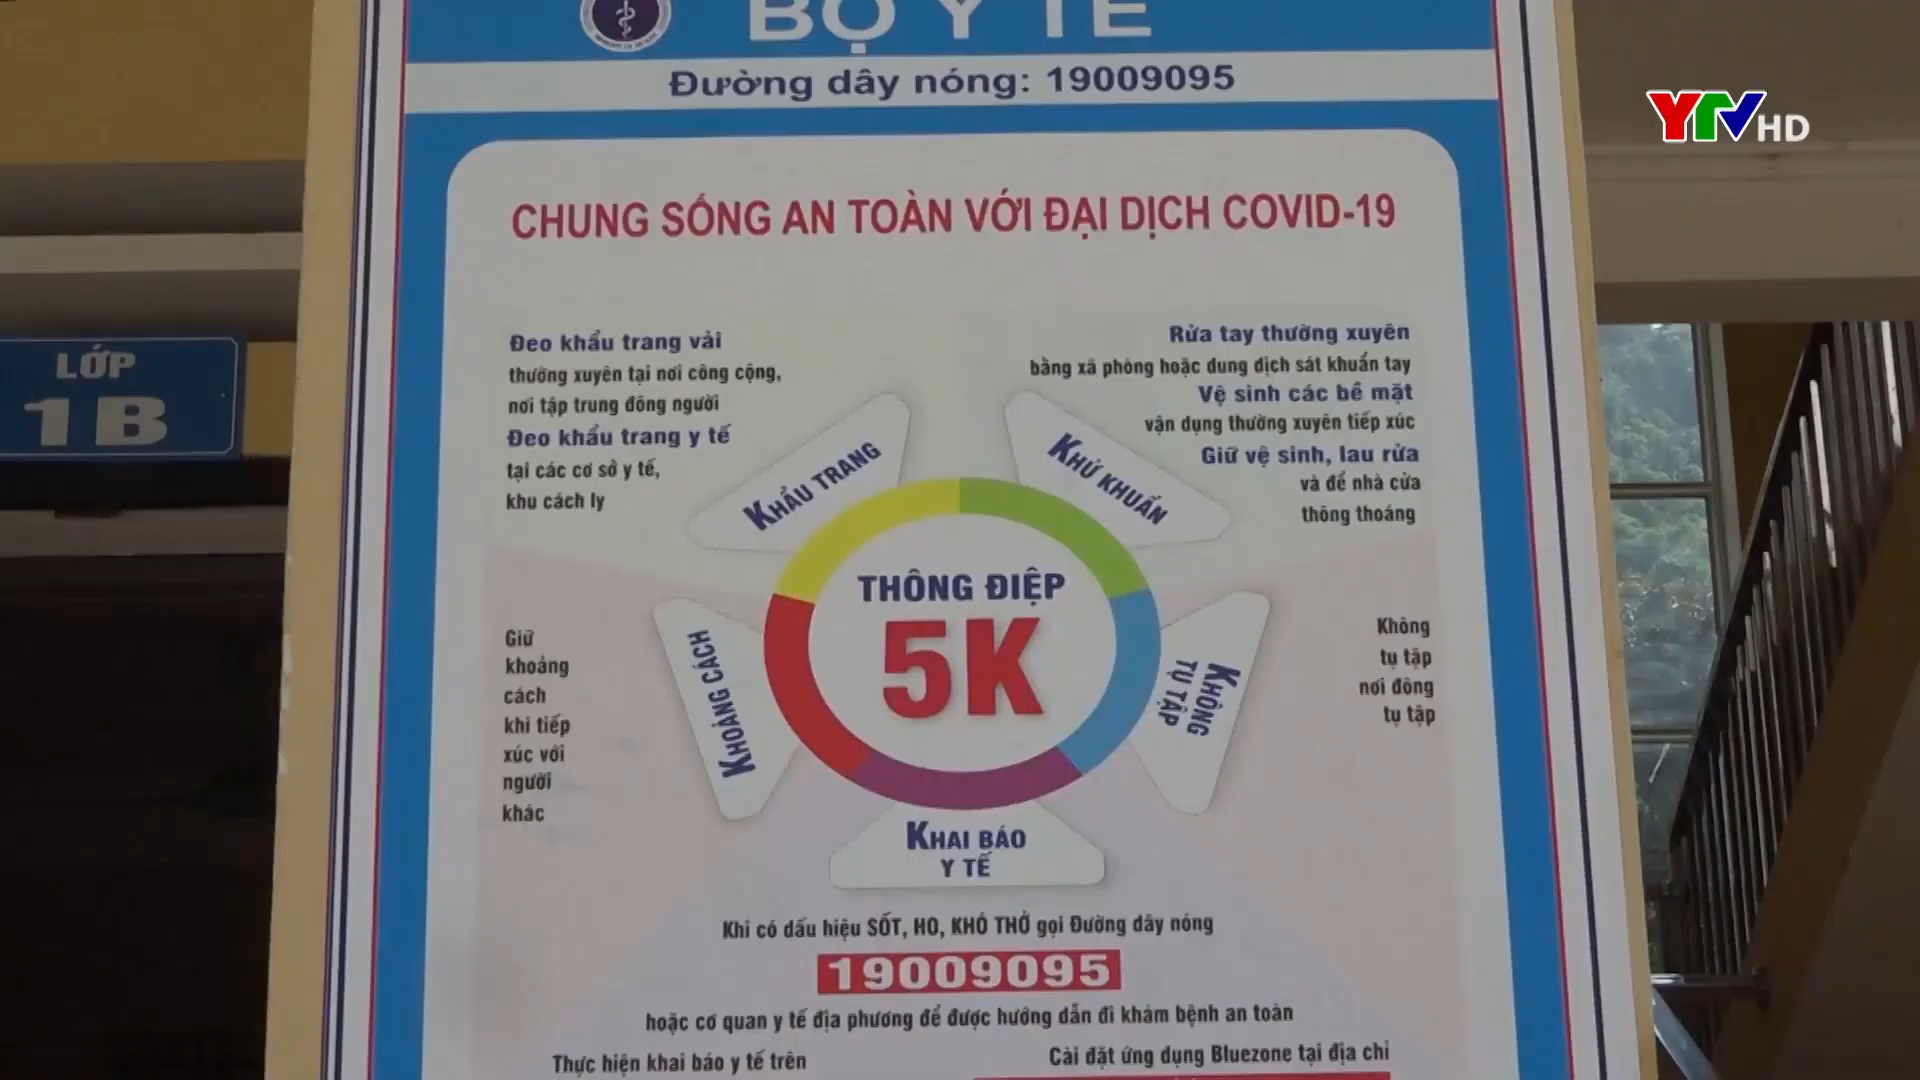 BỘ Y TẾ
Đường dây nóng: 19009095
YTV HD
CHUNG SỐNG AN TOÀN VỚI ĐẠI DỊCH COVID-19
LỚP
1B
Đeo khẩu trang vải
thường xuyên tại nơi công cộng,
nơi tập trung đông người
Đeo khẩu trang y tế
tại các cơ sở y tế,
khu cách ly
Rửa tay thường xuyên
bằng xà phòng hoặc dung dịch sát khuẩn tay
Vệ sinh các bề mặt
vận dụng thường xuyên tiếp xúc
Giữ vệ sinh, lau rửa
và để nhà cửa
thông thoáng
KHẨU TRANG
KHỬ KHUẨN
THÔNG ĐIỆP
5K
KHOẢNG CÁCH
KHÔNG
TỤ TẬP
Giữ
khoảng
cách
khi tiếp
xúc với
người
khác
Không
tụ tập
nơi đông
tụ tập
KHAI BÁO
Y TẾ
Khi có dấu hiệu SỐT, HO, KHÓ THỞ gọi Đường dây nóng
19009095
hoặc cơ quan y tế địa phương để được hướng dẫn đi khám bệnh an toàn
Thực hiện khai báo y tế trên
Cài đặt ứng dụng Bluezone tại địa chỉ